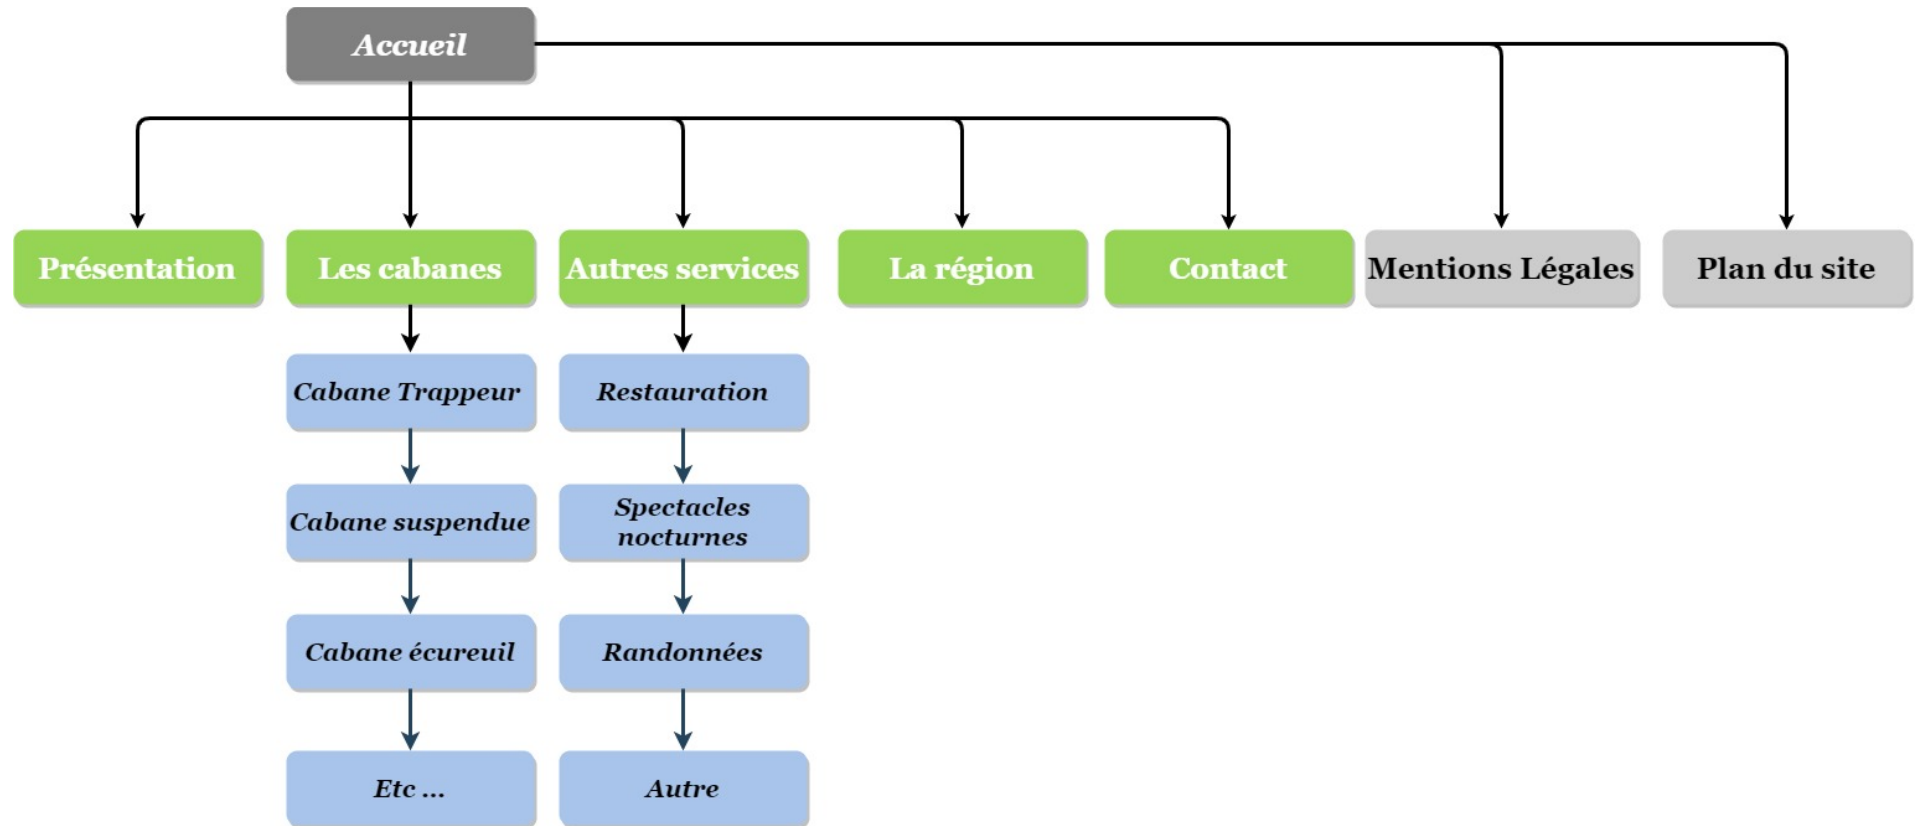 Accueil
Présentation
Les cabanes
Autres services
La région
Contact
Mentions Légales
Plan du site
Cabane Trappeur
Restauration
Cabane suspendue
Spectacles
nocturnes
Cabane écureuil
Randonnées
Etc ...
Autre